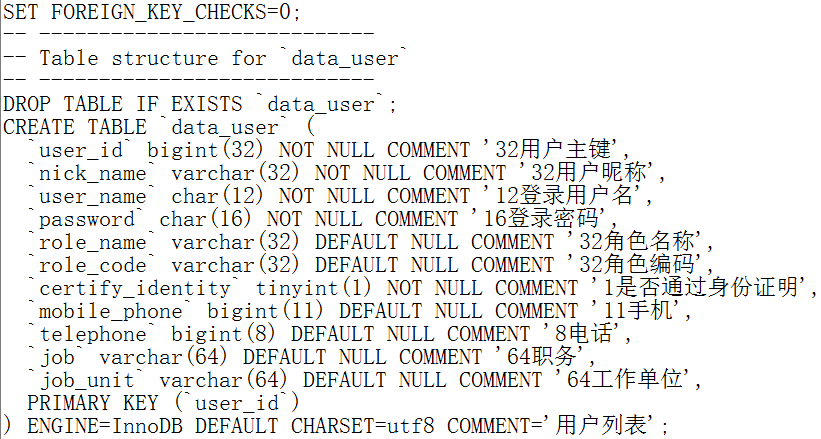 SET FOREIGN_KEY_CHECKS=0;
-- ----------------------------
-- Table structure for `data_user`
-- ----------------------------
DROP TABLE IF EXISTS `data_user`;
CREATE TABLE `data_user` (
  `user_id` bigint(32) NOT NULL COMMENT '32用户主键',
  `nick_name` varchar(32) NOT NULL COMMENT '32用户昵称',
  `user_name` char(12) NOT NULL COMMENT '12登录用户名',
  `password` char(16) NOT NULL COMMENT '16登录密码',
  `role_name` varchar(32) DEFAULT NULL COMMENT '32角色名称',
  `role_code` varchar(32) DEFAULT NULL COMMENT '32角色编码',
  `certify_identity` tinyint(1) NOT NULL COMMENT '1是否通过身份证明',
  `mobile_phone` bigint(11) DEFAULT NULL COMMENT '11手机',
  `telephone` bigint(8) DEFAULT NULL COMMENT '8电话',
  `job` varchar(64) DEFAULT NULL COMMENT '64职务',
  `job_unit` varchar(64) DEFAULT NULL COMMENT '64工作单位',
  PRIMARY KEY (`user_id`)
) ENGINE=InnoDB DEFAULT CHARSET=utf8 COMMENT='用户列表';